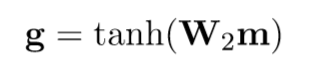 g = tanh(W₂m)